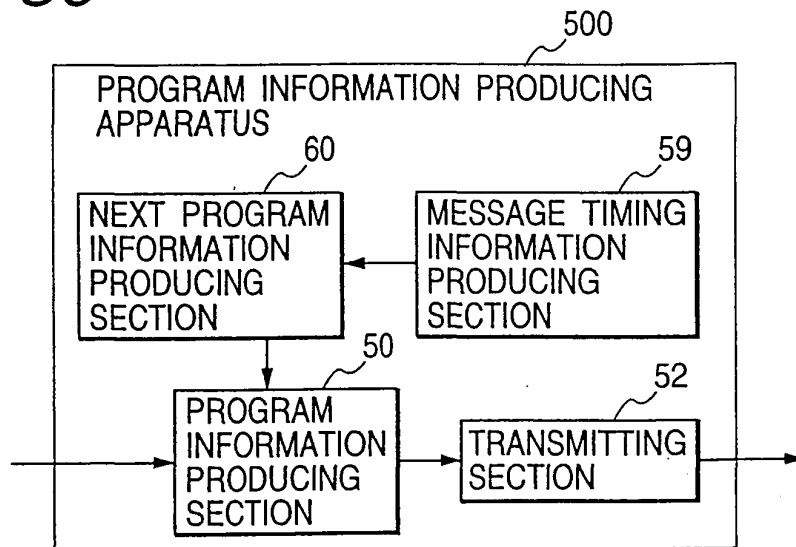 500
PROGRAM INFORMATION PRODUCING
APPARATUS
60
59
NEXT PROGRAM
INFORMATION
PRODUCING
SECTION
MESSAGE TIMING
INFORMATION
PRODUCING
SECTION
50
52
PROGRAM
INFORMATION
PRODUCING
SECTION
TRANSMITTING
SECTION